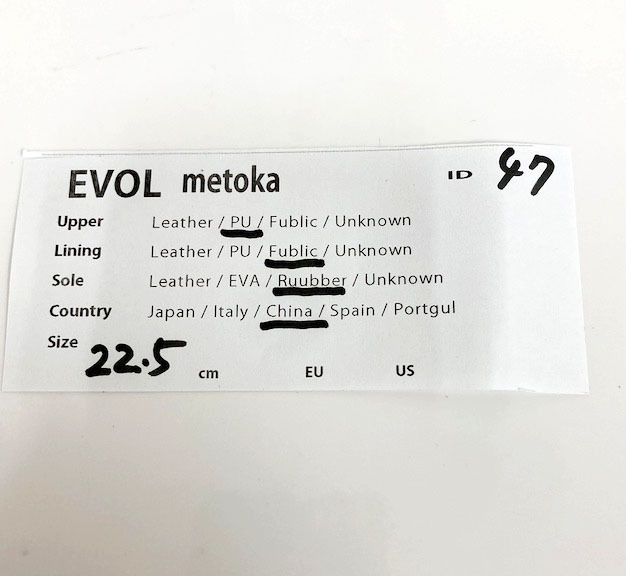 EVOL metoka ID 47
Upper Leather / PU / Fublic / Unknown
Lining Leather / PU / Fublic / Unknown
Sole Leather / EVA / Ruubber / Unknown
Country Japan / Italy / China / Spain / Portgul
Size 22.5 cm EU US